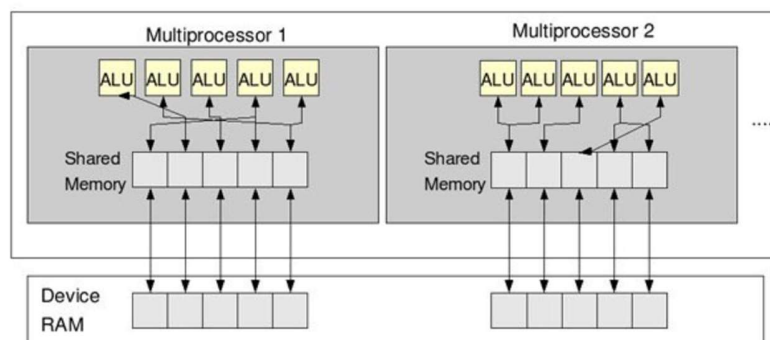 Multiprocessor 1
Multiprocessor 2
ALU ALU ALU ALU ALU
ALU ALU ALU ALU ALU
....
Shared
Memory
Shared
Memory
Device
RAM